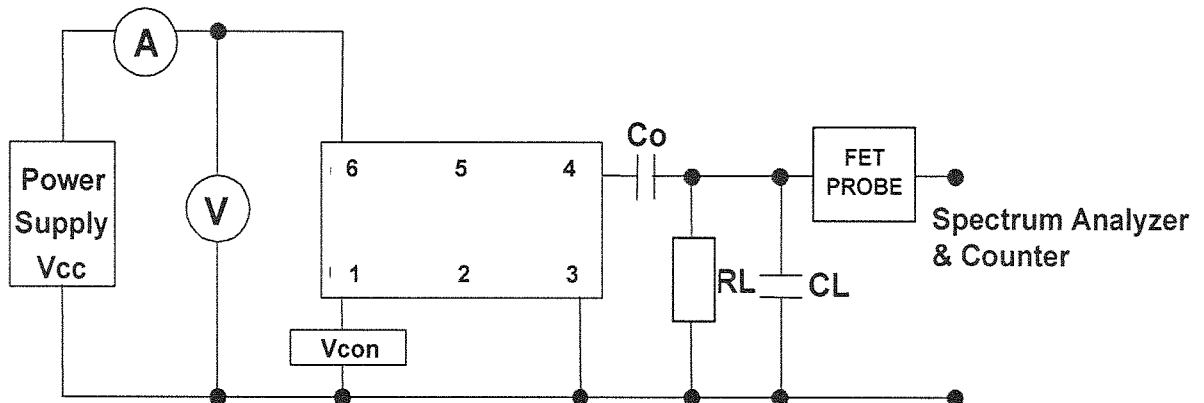 A
Power
Supply
Vcc
V
6 5 4
1 2 3
Vcon
Co
RL
CL
FET
PROBE
Spectrum Analyzer
& Counter